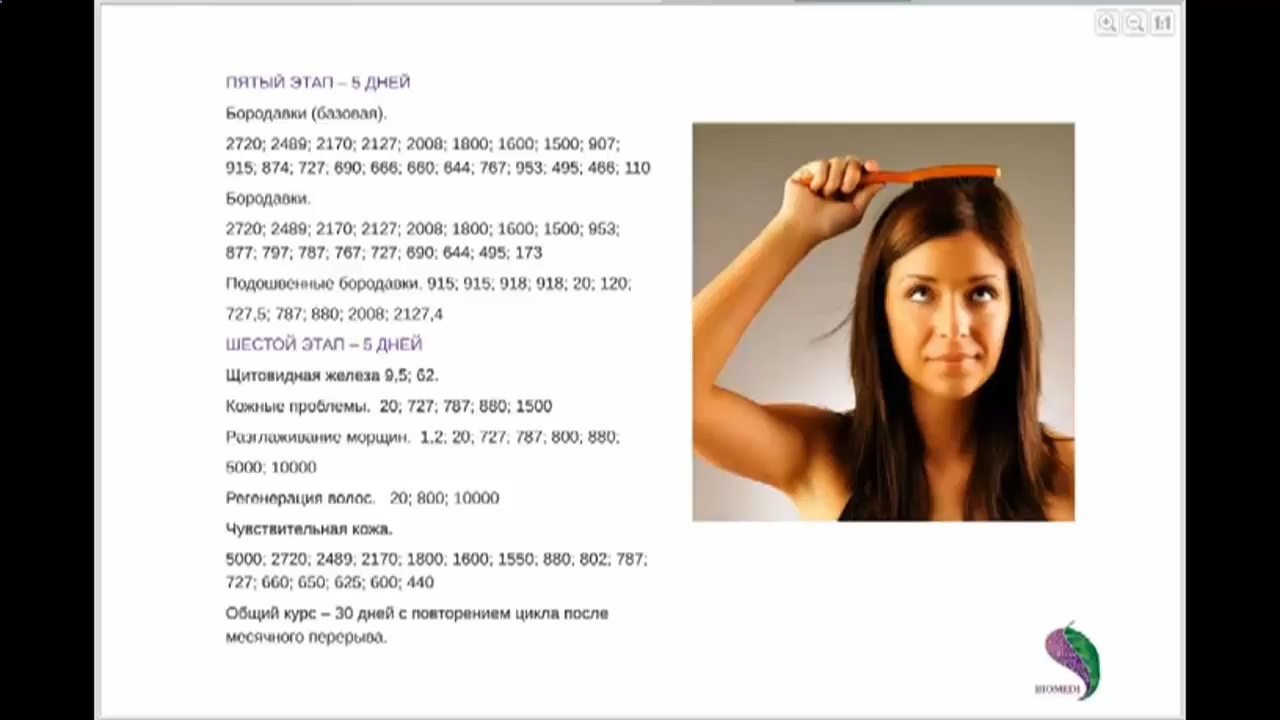 ПЯТЫЙ ЭТАП – 5 ДНЕЙ
Бородавки (базовая).
2720; 2489; 2170; 2127; 2008; 1800; 1600; 1500; 907;
915; 874; 727; 690; 666; 660; 644; 767; 953; 495; 466; 110
Бородавки.
2720; 2489; 2170; 2127; 2008; 1800; 1600; 1500; 953;
877; 797; 787; 767; 727; 690; 644; 495; 173
Подошвенные бородавки. 915; 915; 918; 918; 20; 120;
727,5; 787; 880; 2008; 2127,4
ШЕСТОЙ ЭТАП – 5 ДНЕЙ
Щитовидная железа 9,5; 62.
Кожные проблемы. 20; 727; 787; 880; 1500
Разглаживание морщин. 1,2; 20; 727; 787; 800; 880;
5000; 10000
Регенерация волос. 20; 800; 10000
Чувствительная кожа.
5000; 2720; 2489; 2170; 1800; 1600; 1550; 880; 802; 787;
727; 660; 650; 625; 600; 440
Общий курс – 30 дней с повторением цикла после
месячного перерыва.
1:1
BIOMEDI